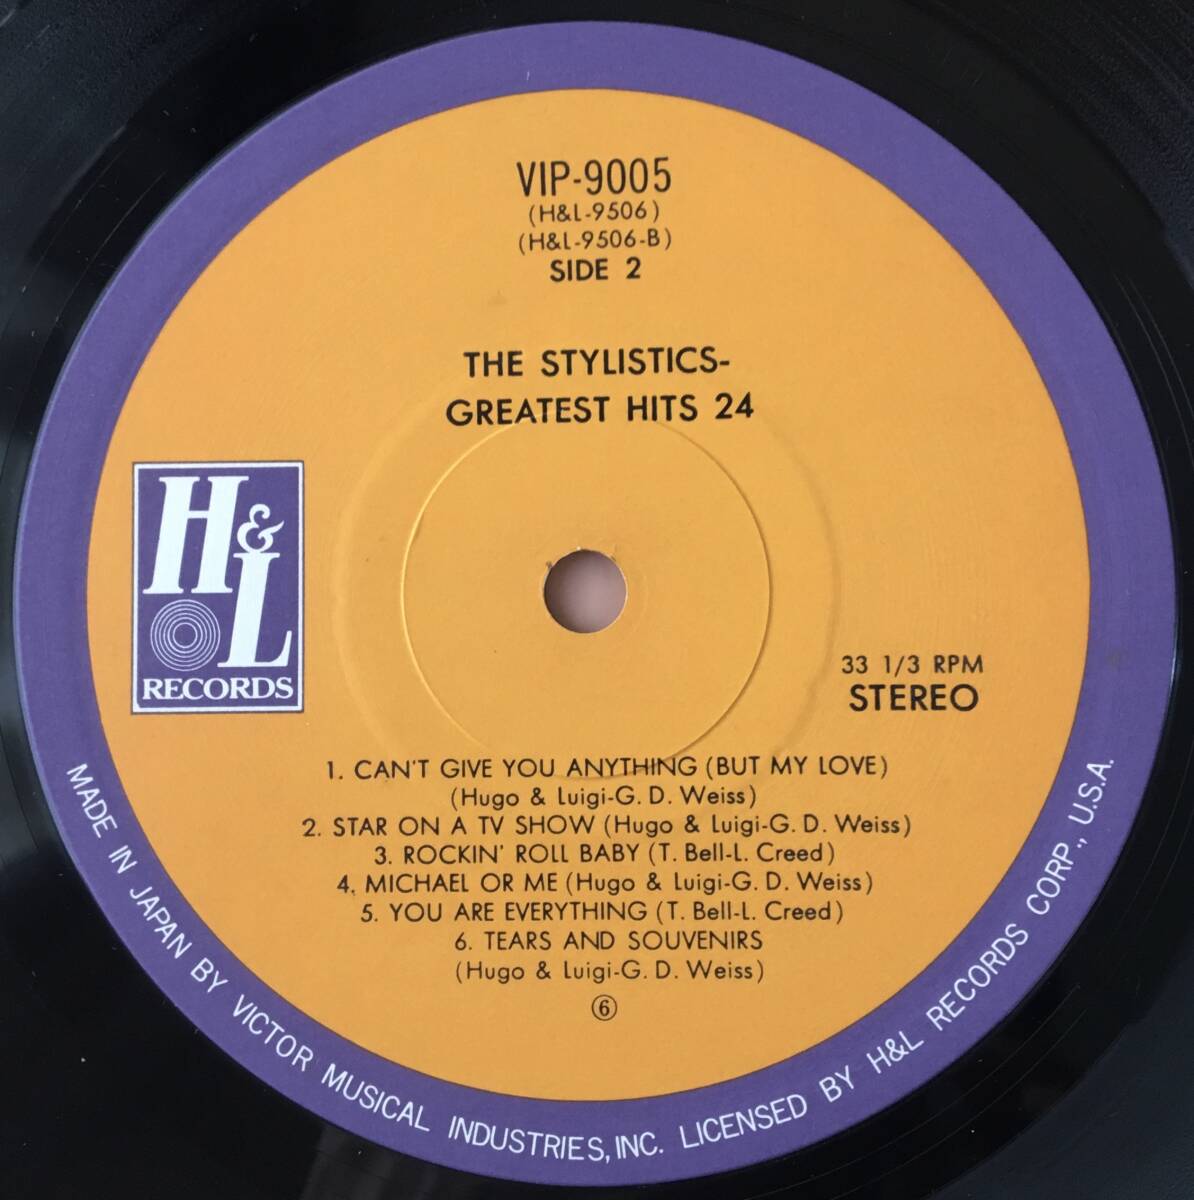 VIP-9005
(H&L-9506)
(H&L-9506-B)
SIDE 2
THE STYLISTICS-
GREATEST HITS 24
H&L
RECORDS
33 1/3 RPM
STEREO
1. CAN'T GIVE YOU ANYTHING (BUT MY LOVE)
(Hugo & Luigi-G. D. Weiss)
2. STAR ON A TV SHOW (Hugo & Luigi-G. D. Weiss)
3. ROCKIN' ROLL BABY (T. Bell-L. Creed)
4. MICHAEL OR ME (Hugo & Luigi-G. D. Weiss)
5. YOU ARE EVERYTHING (T. Bell-L. Creed)
6. TEARS AND SOUVENIRS
(Hugo & Luigi-G. D. Weiss)
⑥
MADE IN JAPAN BY VICTOR MUSICAL INDUSTRIES, INC. LICENSED BY H&L RECORDS CORP., U.S.A.